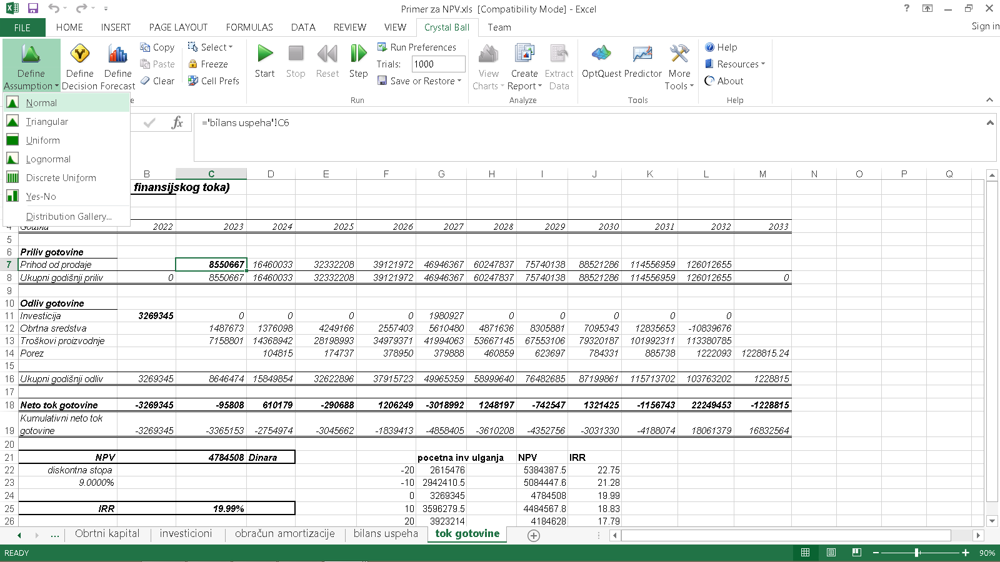 Primer za NPV.xls [Compatibility Mode] - Excel
FILE HOME INSERT PAGE LAYOUT FORMULAS DATA REVIEW VIEW Crystal Ball Team Sign in
Define Assumption
Define Decision
Define Forecast
Copy
Paste
Clear
Select
Freeze
Cell Prefs
Start
Stop
Reset
Step
Run Preferences
Trials: 1000
Save or Restore
Run
View Charts
Create Report
Extract Data
Analyze
OptQuest
Predictor
More Tools
Tools
Help
Resources
About
Help
Normal
Triangular
Uniform
Lognormal
Discrete Uniform
Yes-No
Distribution Gallery...
fx
='bilans uspeha'!C6
B C D E F G H I J K L M N O P Q
finansijskog toka)
4 Godina 2022 2023 2024 2025 2026 2027 2028 2029 2030 2031 2032 2033
5
6 Priliv gotovine
7 Prihod od prodaje 8550667 16460033 32332208 39121972 46946367 60247837 75740138 88521286 114556959 126012655
8 Ukupni godišnji priliv 0 8550667 16460033 32332208 39121972 46946367 60247837 75740138 88521286 114556959 126012655 0
9
10 Odliv gotovine
11 Investicija 3269345 0 0 0 0 1980927 0 0 0 0 0
12 Obrtna sredstva 1487673 1376098 4249166 2557403 5610480 4871636 8305881 7095343 12835653 -10839676
13 Troškovi proizvodnje 7158801 14368942 28198993 34979371 41994063 53667145 67553106 79320187 101992311 113380785
14 Porez 104815 174737 378950 379888 460859 623697 784331 885738 1222093 1228815.24
15
16 Ukupni godišnji odliv 3269345 8646474 15849854 32622896 37915723 49965359 58999640 76482685 87199861 115713702 103763202 1228815
17
18 Neto tok gotovine -3269345 -95808 610179 -290688 1206249 -3018992 1248197 -742547 1321425 -1156743 22249453 -1228815
Kumulativni neto tok
19 gotovine -3269345 -3365153 -2754974 -3045662 -1839413 -4858405 -3610208 -4352756 -3031330 -4188074 18061379 16832564
20
21 NPV 4784508 Dinara pocetna inv ulganja NPV IRR
22 diskontna stopa -20 2615476 5384387.5 22.75
23 9.0000% -10 2942410.5 5084447.6 21.28
24 0 3269345 4784508 19.99
25 IRR 19.99% 10 3596279.5 4484567.8 18.83
26 20 3923214 4184628 17.79
... Obrtni kapital investicioni obračun amortizacije bilans uspeha tok gotovine
READY 90%